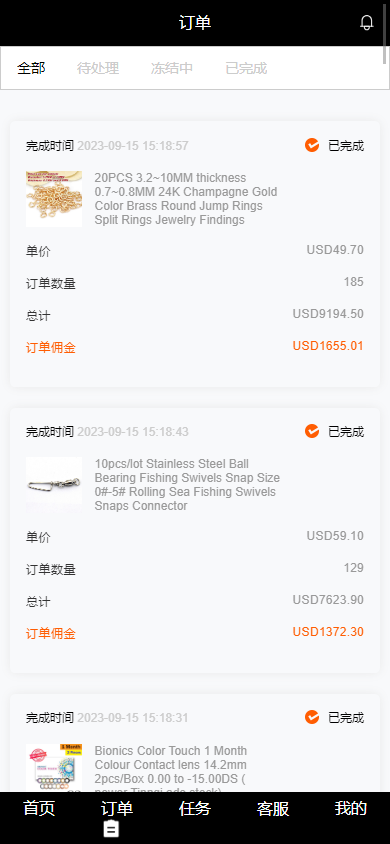 订单
全部 待处理 冻结中 已完成
完成时间 2023-09-15 15:18:57 已完成
20PCS 3.2~10MM thickness
0.7~0.8MM 24K Champagne Gold
Color Brass Round Jump Rings
Split Rings Jewelry Findings
单价 USD49.70
订单数量 185
总计 USD9194.50
订单佣金 USD1655.01
完成时间 2023-09-15 15:18:43 已完成
10pcs/lot Stainless Steel Ball
Bearing Fishing Swivels Snap Size
0#-5# Rolling Sea Fishing Swivels
Snaps Connector
单价 USD59.10
订单数量 129
总计 USD7623.90
订单佣金 USD1372.30
完成时间 2023-09-15 15:18:31 已完成
Bionics Color Touch 1 Month
Colour Contact lens 14.2mm
2pcs/Box 0.00 to -15.00DS (
首页 订单 任务 客服 我的